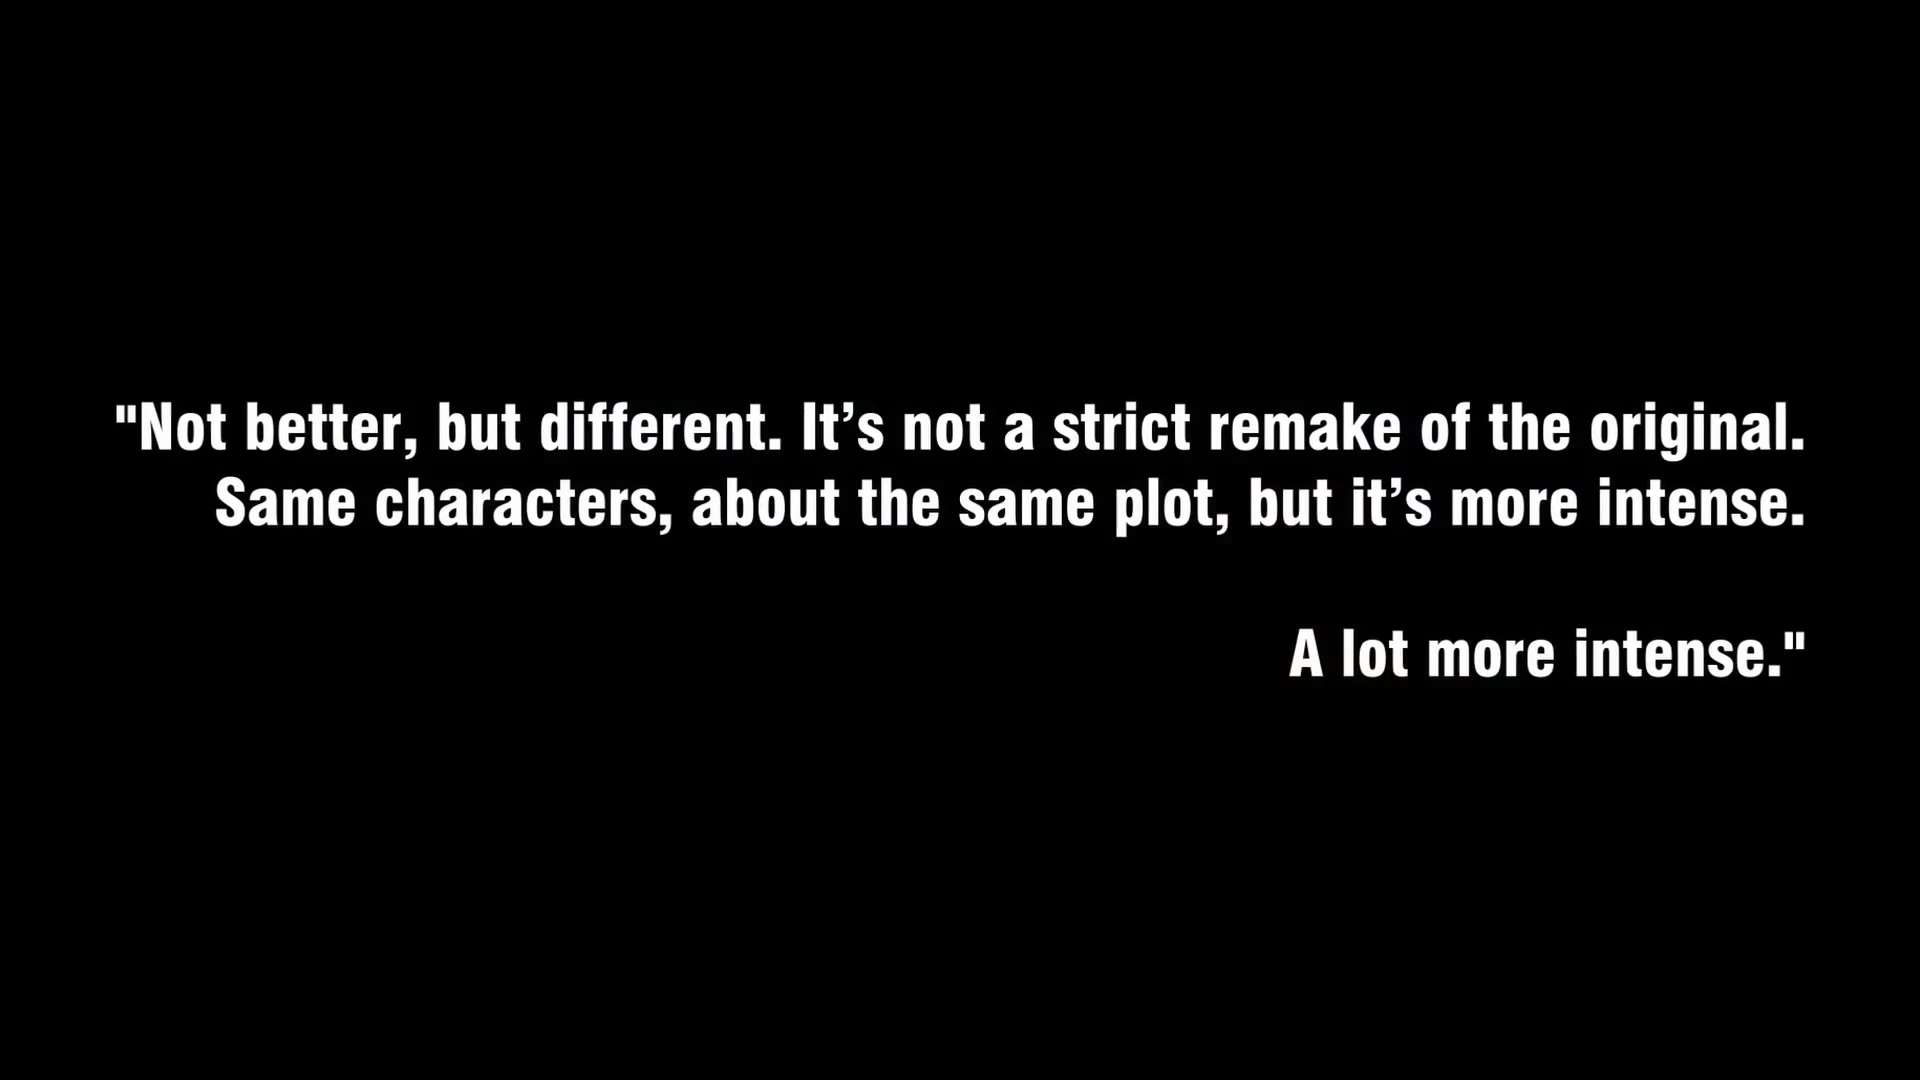 "Not better, but different. It’s not a strict remake of the original.
Same characters, about the same plot, but it’s more intense.
A lot more intense."